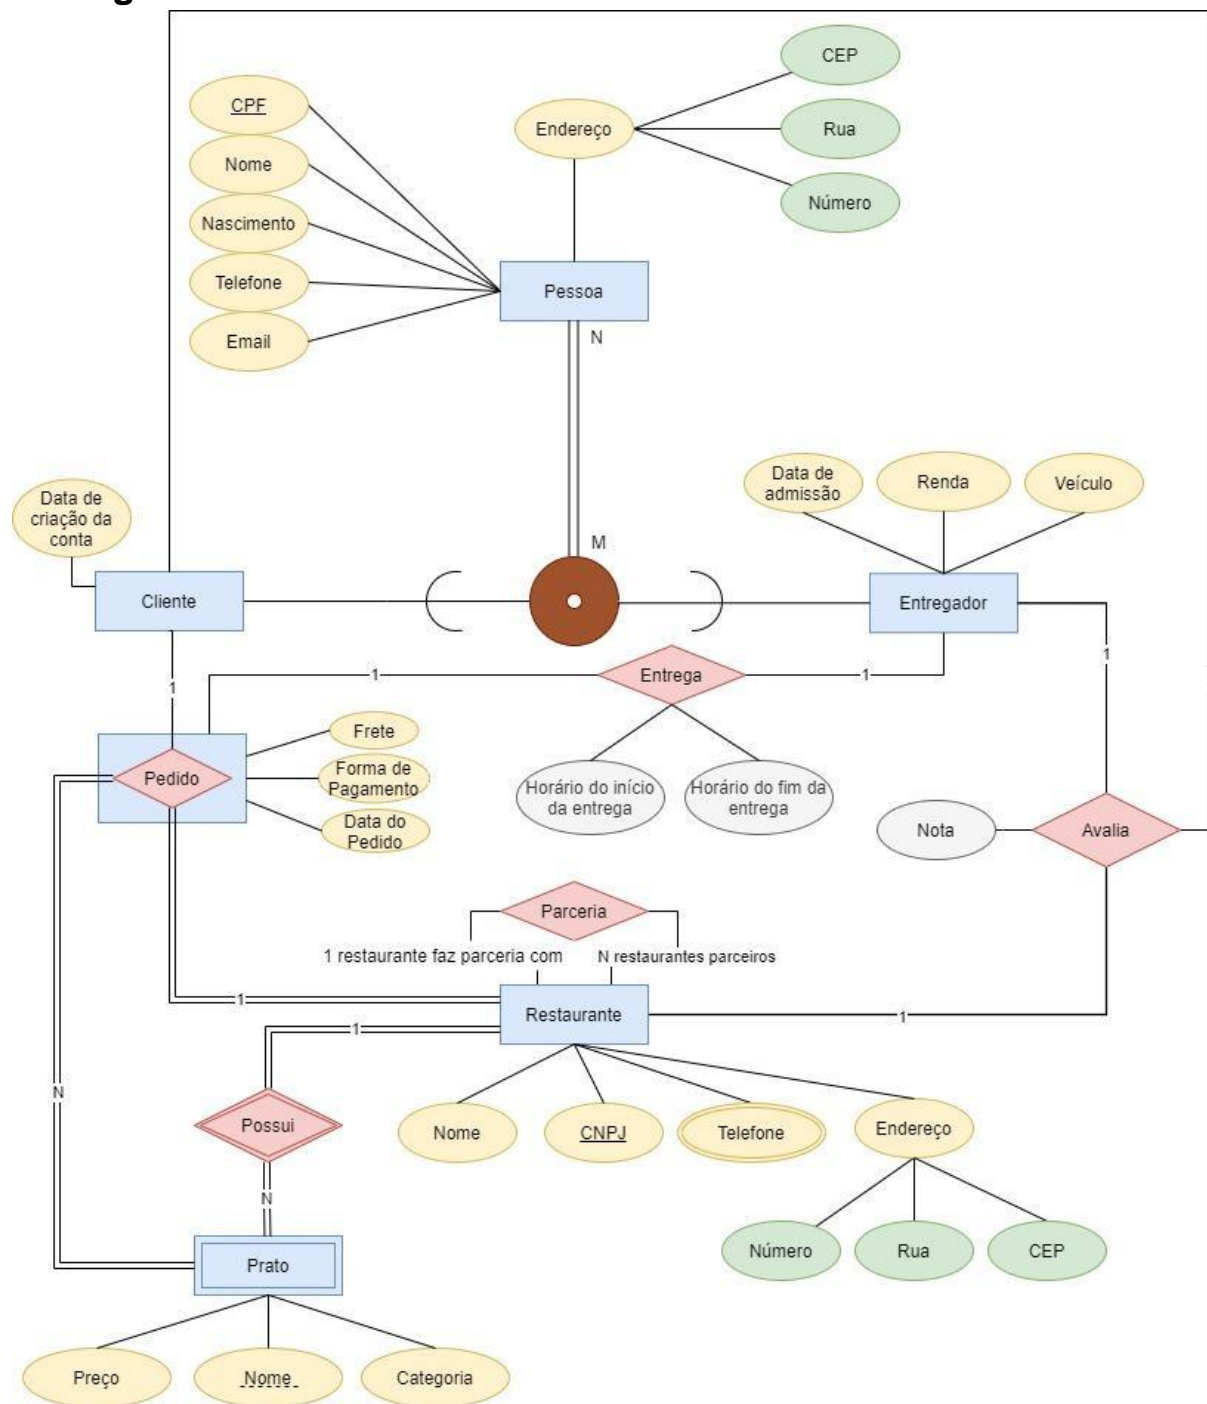 CEP
CPF
Endereço
Rua
Nome
Número
Nascimento
Telefone
Pessoa
Email
N
Data de
admissão
Renda
Veículo
Data de
criação da
conta
M
Cliente
Entregador
1
1
Entrega
1
1
Frete
Pedido
Forma de
Pagamento
Horário do início
da entrega
Horário do fim da
entrega
Data do
Pedido
Nota
Avalia
Parceria
1 restaurante faz parceria com
N restaurantes parceiros
1
Restaurante
1
1
N
Possui
Nome
CNPJ
Telefone
Endereço
N
Prato
Número
Rua
CEP
Preço
Nome
Categoria